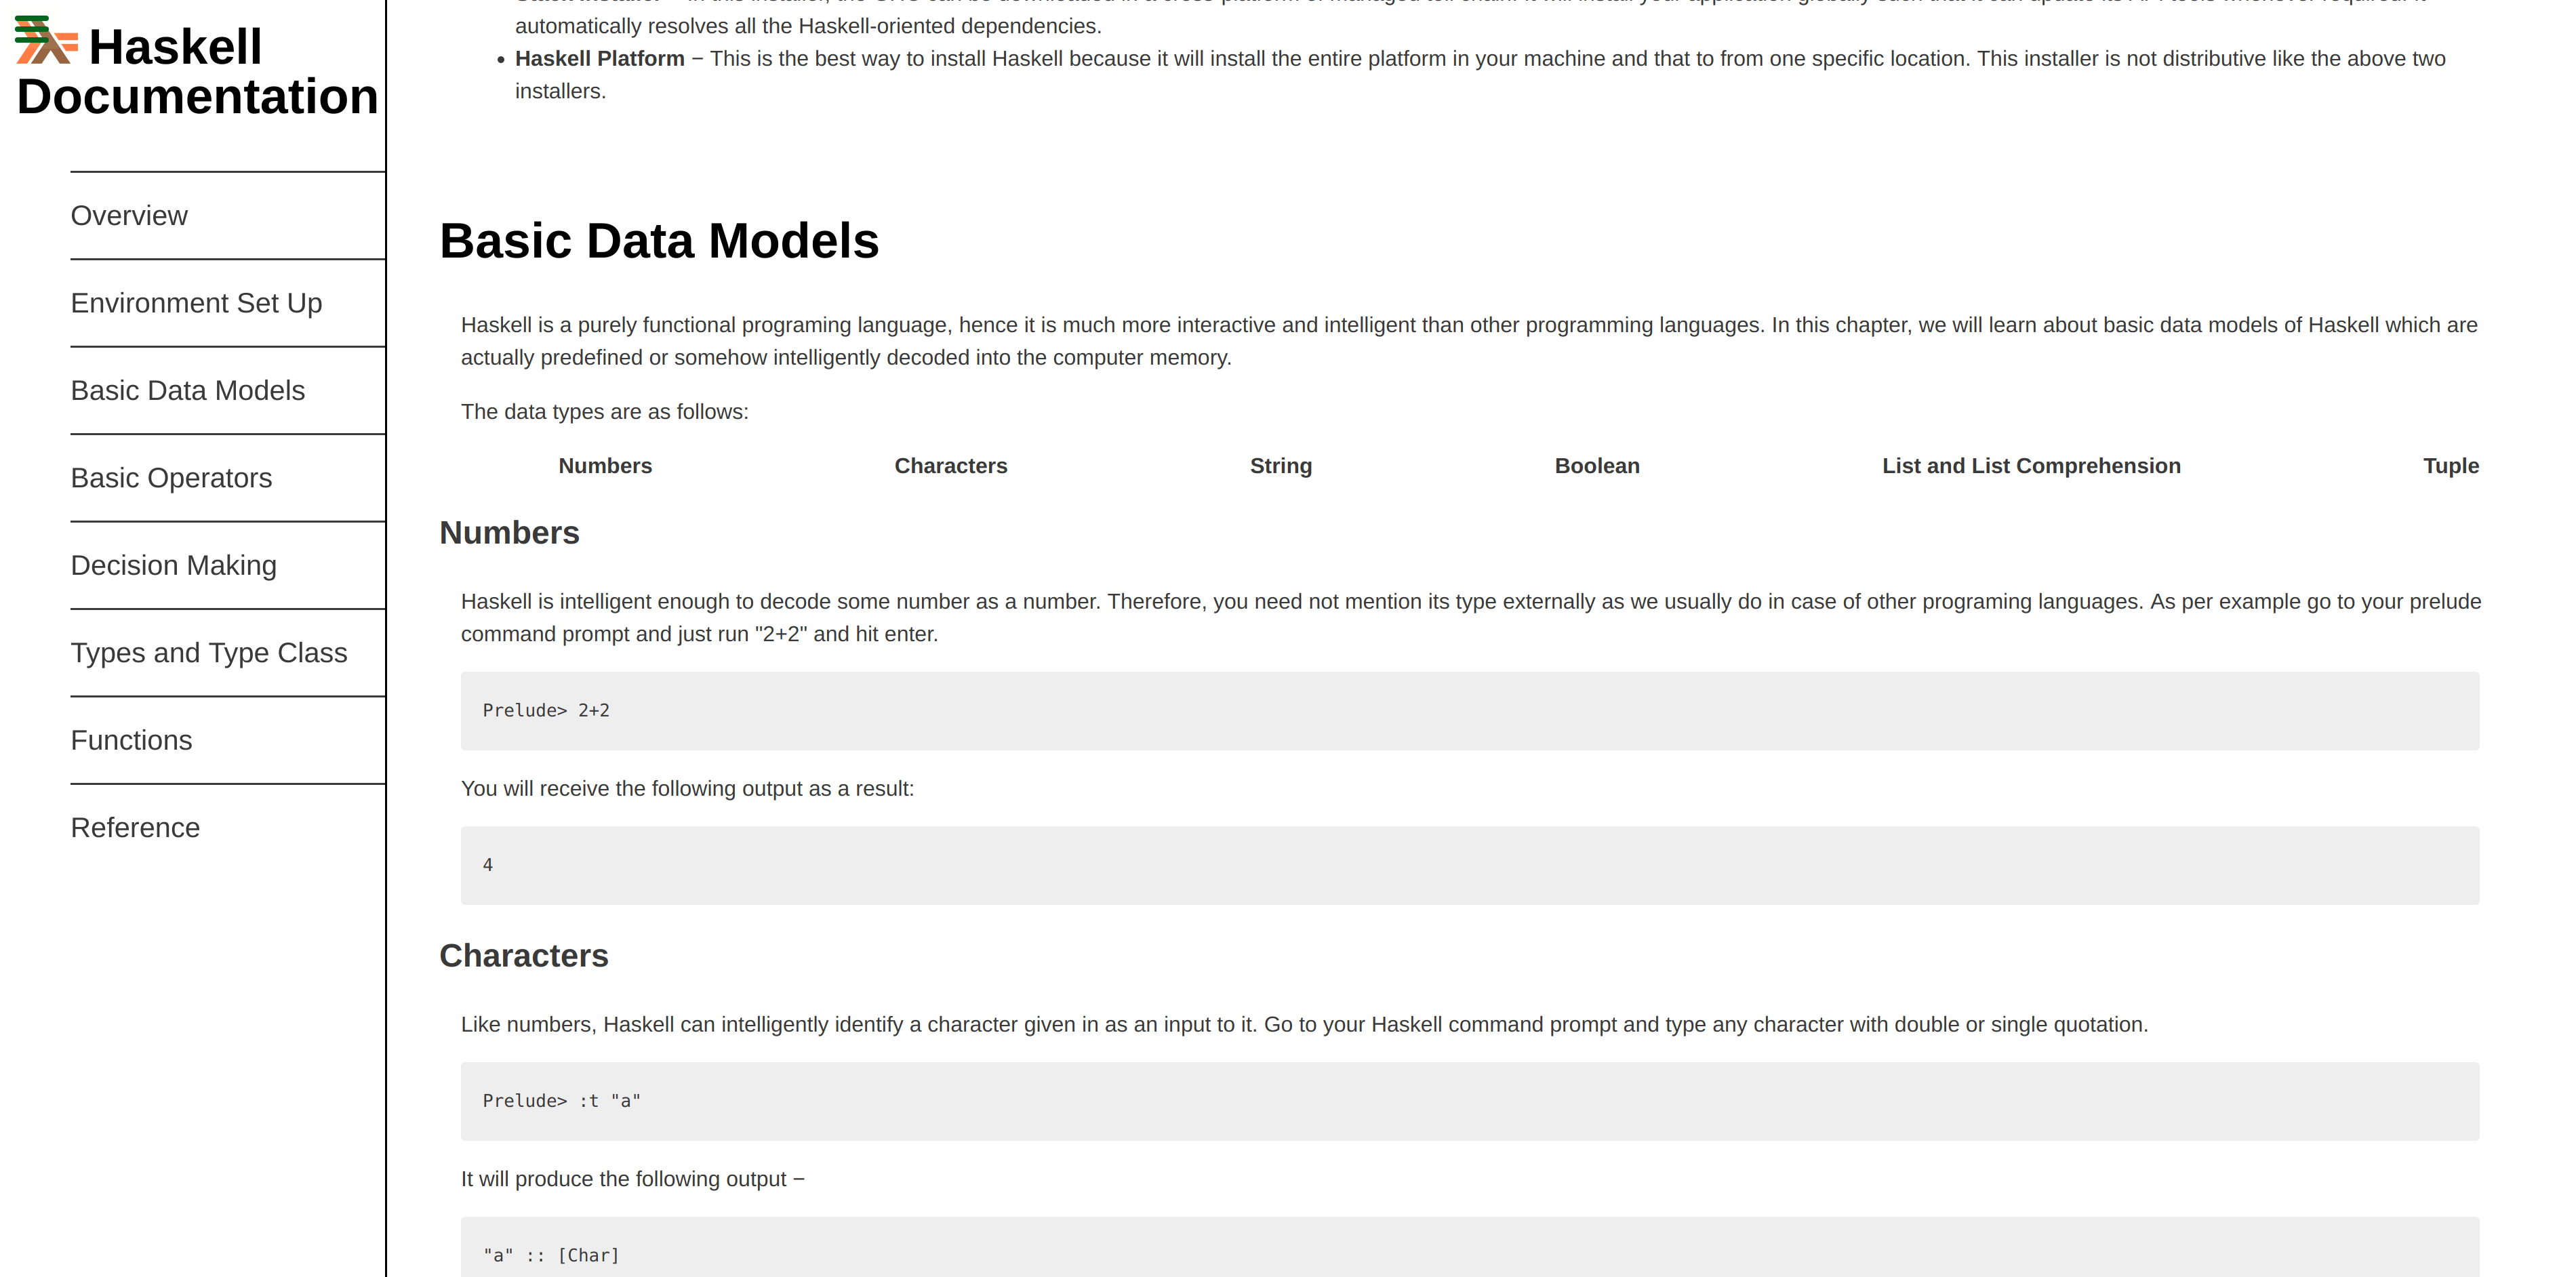 Haskell
Documentation
Overview
Environment Set Up
Basic Data Models
Basic Operators
Decision Making
Types and Type Class
Functions
Reference
automatically resolves all the Haskell-oriented dependencies.
• Haskell Platform − This is the best way to install Haskell because it will install the entire platform in your machine and that to from one specific location. This installer is not distributive like the above two
installers.
Basic Data Models
Haskell is a purely functional programing language, hence it is much more interactive and intelligent than other programming languages. In this chapter, we will learn about basic data models of Haskell which are
actually predefined or somehow intelligently decoded into the computer memory.
The data types are as follows:
Numbers Characters String Boolean List and List Comprehension Tuple
Numbers
Haskell is intelligent enough to decode some number as a number. Therefore, you need not mention its type externally as we usually do in case of other programing languages. As per example go to your prelude
command prompt and just run "2+2" and hit enter.
Prelude> 2+2
You will receive the following output as a result:
4
Characters
Like numbers, Haskell can intelligently identify a character given in as an input to it. Go to your Haskell command prompt and type any character with double or single quotation.
Prelude> :t "a"
It will produce the following output −
"a" :: [Char]